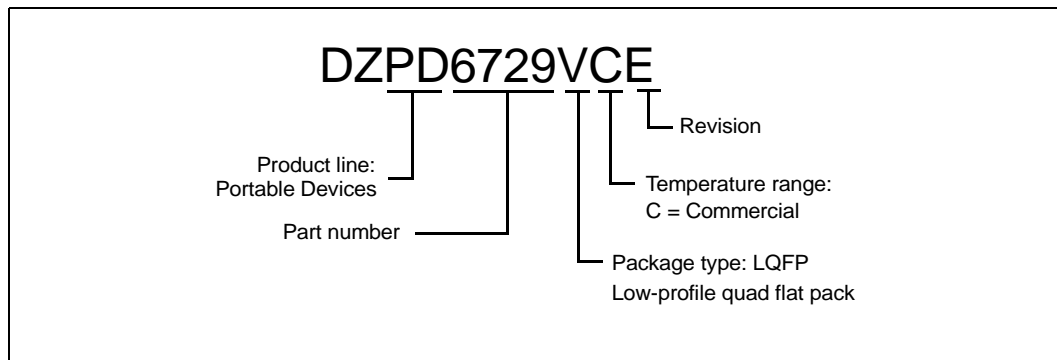 DZPD6729VCE
Revision
Product line:
Portable Devices
Temperature range:
C = Commercial
Part number
Package type: LQFP
Low-profile quad flat pack